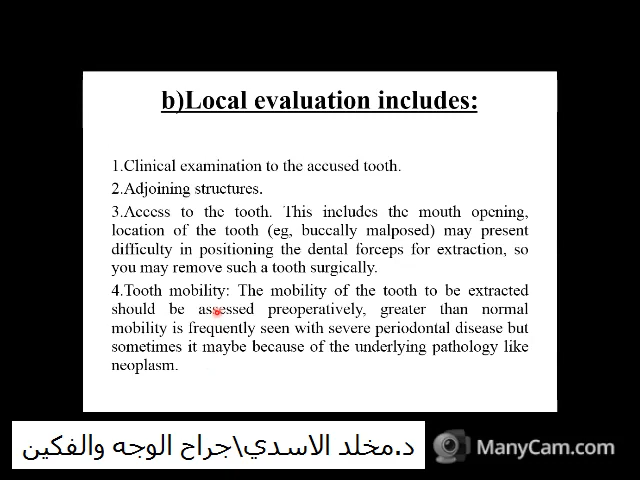 b)Local evaluation includes:
1.Clinical examination to the accused tooth.
2.Adjoining structures.
3.Access to the tooth. This includes the mouth opening,
location of the tooth (eg, buccally malposed) may present
difficulty in positioning the dental forceps for extraction, so
you may remove such a tooth surgically.
4.Tooth mobility: The mobility of the tooth to be extracted
should be assessed preoperatively, greater than normal
mobility is frequently seen with severe periodontal disease but
sometimes it maybe because of the underlying pathology like
neoplasm.
د.مخلد الاسدي\جراح الوجه والفكين
ManyCam.com